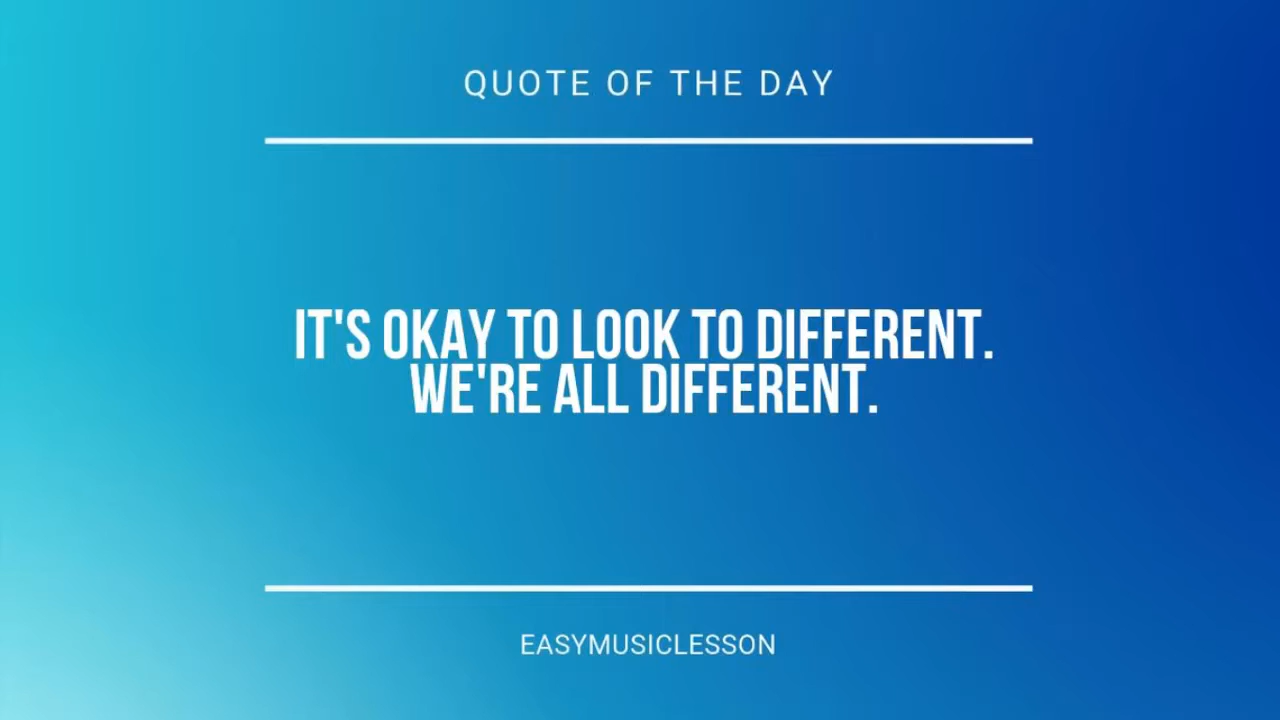 QUOTE OF THE DAY
IT'S OKAY TO LOOK TO DIFFERENT.
WE'RE ALL DIFFERENT.
EASYMUSICLESSON